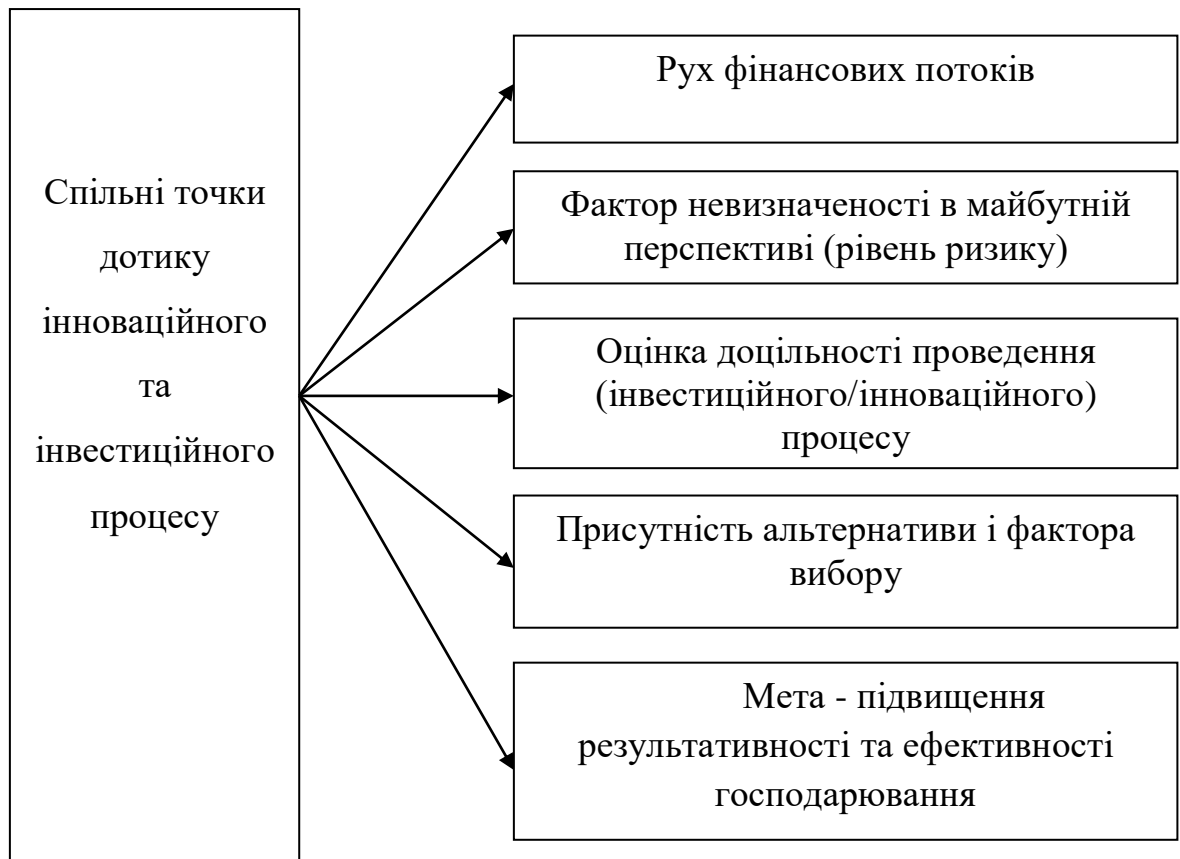 Спільні точки
дотику
інноваційного
та
інвестиційного
процесу
Рух фінансових потоків
Фактор невизначеності в майбутній
перспективі (рівень ризику)
Оцінка доцільності проведення
(інвестиційного/інноваційного)
процесу
Присутність альтернативи і фактора
вибору
Мета - підвищення
результативності та ефективності
господарювання